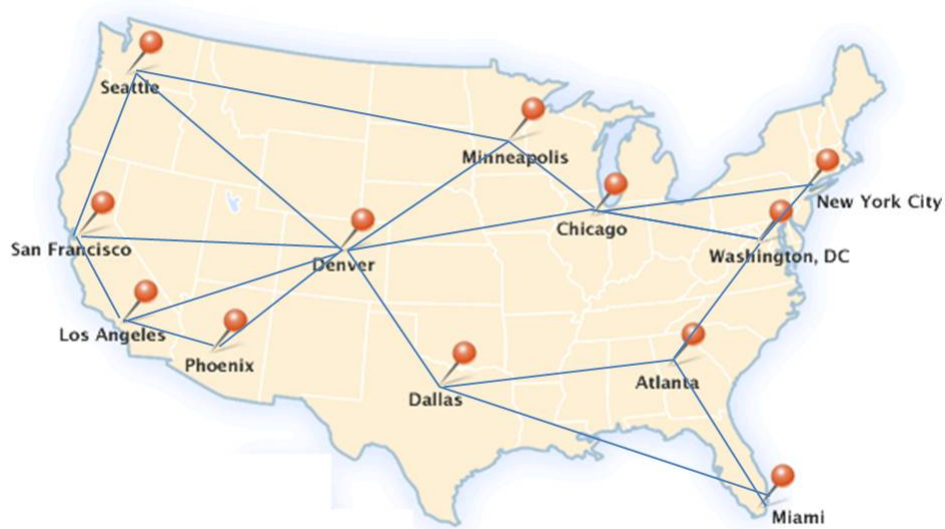 Seattle
Minneapolis
New York City
Chicago
San Francisco
Washington, DC
Denver
Los Angeles
Phoenix
Atlanta
Dallas
Miami